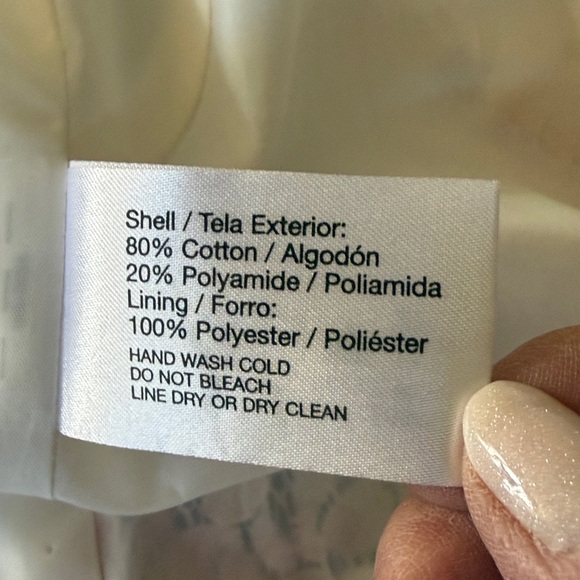 Shell / Tela Exterior:
80% Cotton / Algodón
20% Polyamide / Poliamida
Lining / Forro:
100% Polyester / Poliéster
HAND WASH COLD
DO NOT BLEACH
LINE DRY OR DRY CLEAN